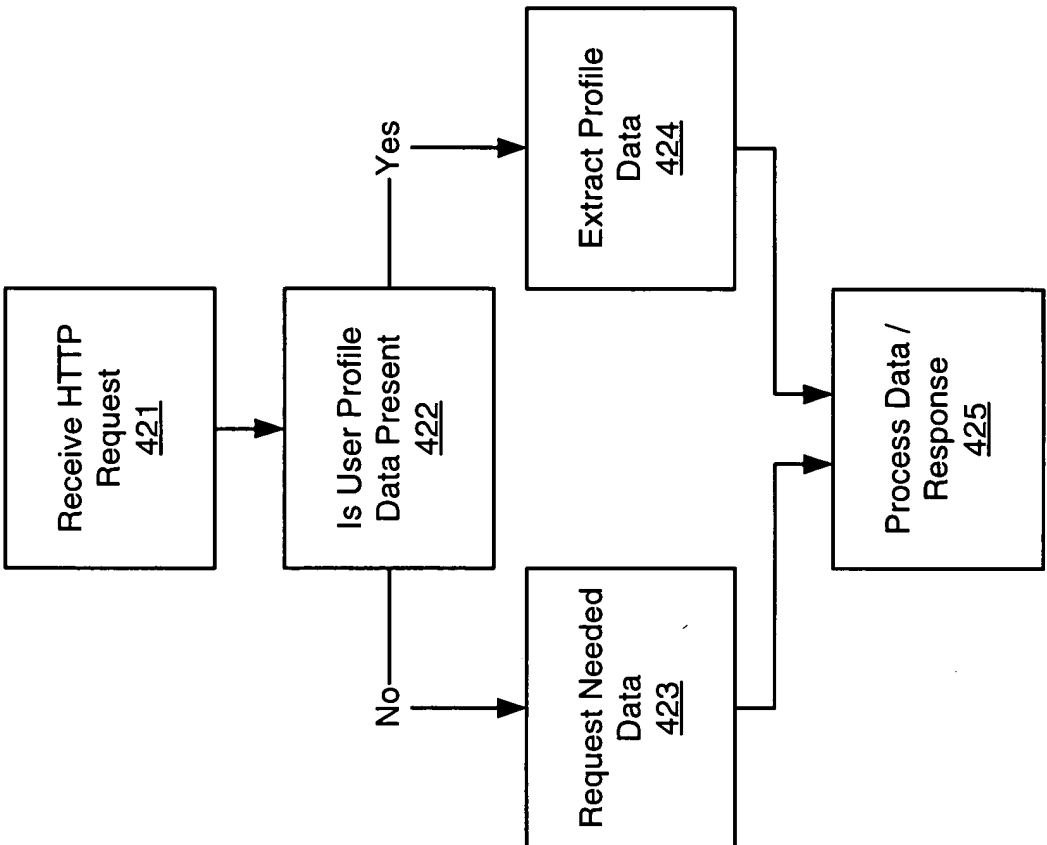 Receive HTTP
Request
421
Is User Profile
Data Present
422
No
Yes
Request Needed
Data
423
Extract Profile
Data
424
Process Data /
Response
425